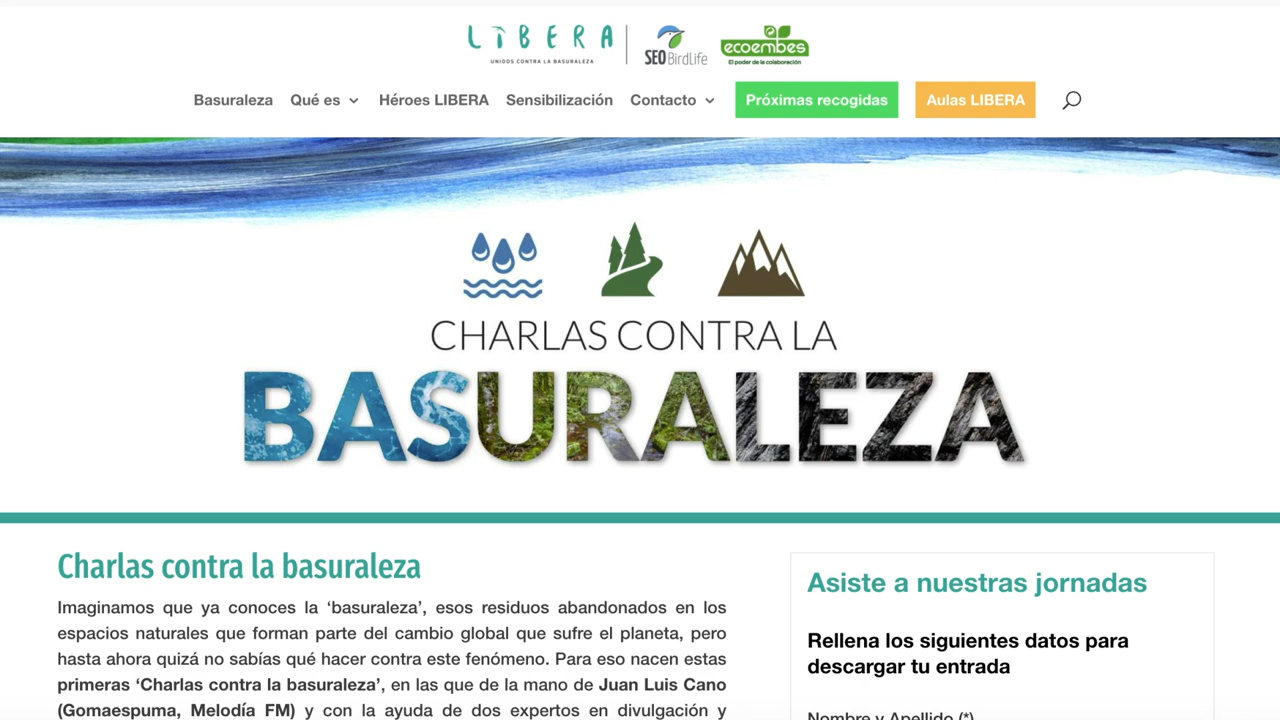 LIBERA
UNIDOS CONTRA LA BASURALEZA
SEO BirdLife
ecoembes
El poder de la colaboración
Basuraleza Qué es Héroes LIBERA Sensibilización Contacto Próximas recogidas Aulas LIBERA
CHARLAS CONTRA LA
BASURALEZA
Charlas contra la basuraleza
Imaginamos que ya conoces la ‘basuraleza’, esos residuos abandonados en los
espacios naturales que forman parte del cambio global que sufre el planeta, pero
hasta ahora quizá no sabías qué hacer contra este fenómeno. Para eso nacen estas
primeras ‘Charlas contra la basuraleza’, en las que de la mano de Juan Luis Cano
(Gomaespuma, Melodía FM) y con la ayuda de dos expertos en divulgación y
Asiste a nuestras jornadas
Rellena los siguientes datos para
descargar tu entrada
Nombre y Apellido (*)